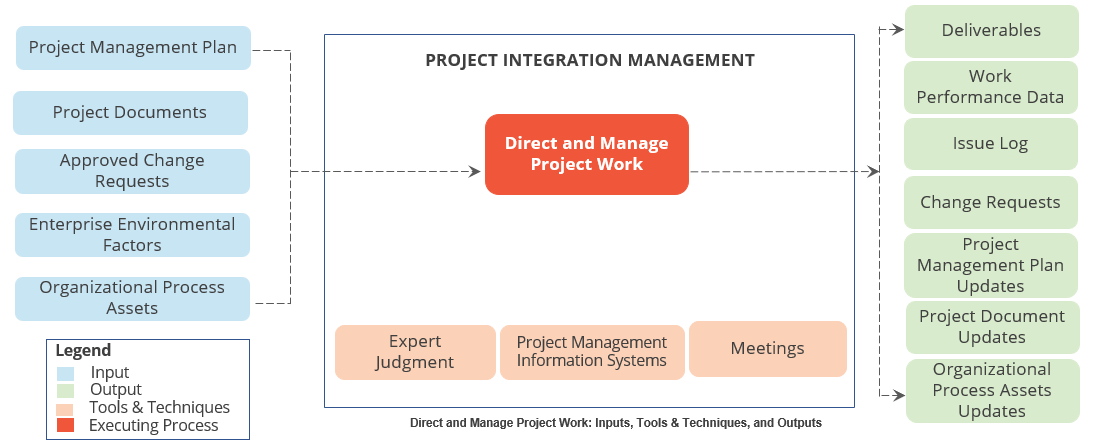 Project Management Plan
Project Documents
Approved Change
Requests
Enterprise Environmental
Factors
Organizational Process
Assets
Legend
Input
Output
Tools & Techniques
Executing Process
PROJECT INTEGRATION MANAGEMENT
Direct and Manage
Project Work
Expert
Judgment
Project Management
Information Systems
Meetings
Direct and Manage Project Work: Inputs, Tools & Techniques, and Outputs
Deliverables
Work
Performance Data
Issue Log
Change Requests
Project
Management Plan
Updates
Project Document
Updates
Organizational
Process Assets
Updates